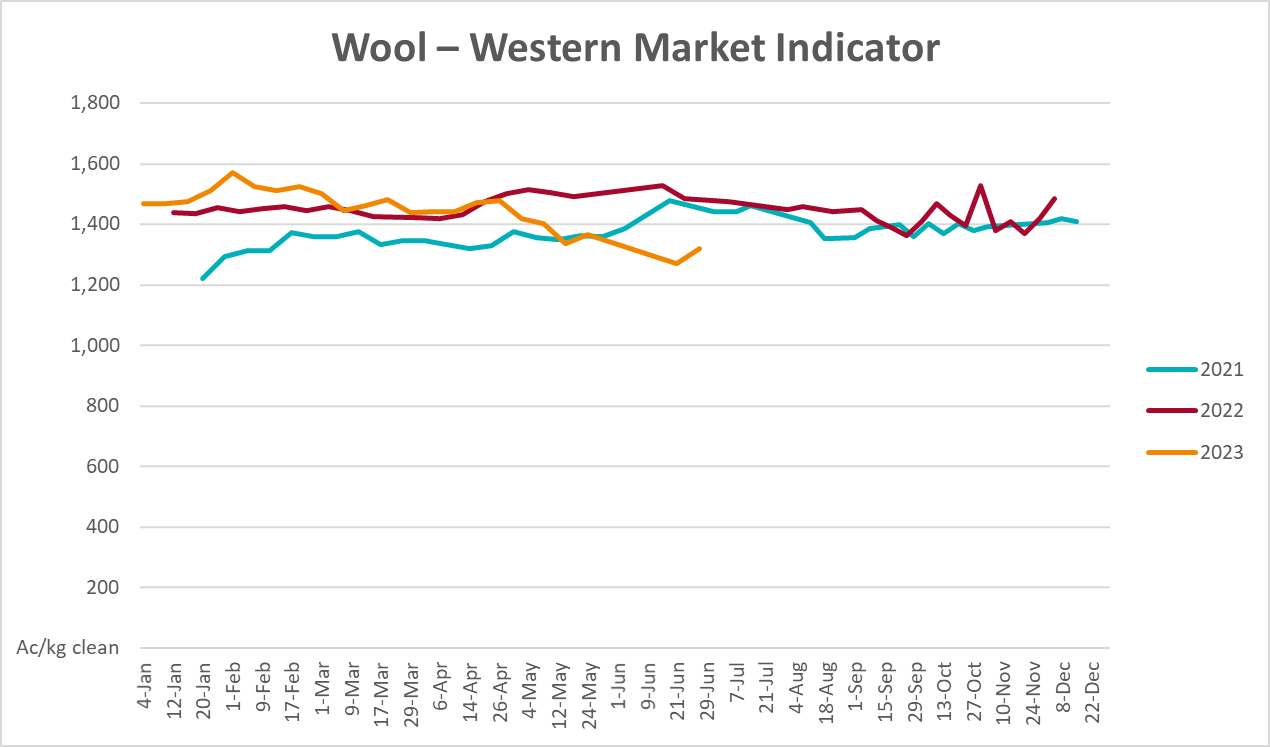 Wool – Western Market Indicator
1,800
1,600
1,400
1,200
1,000
800
600
400
200
Ac/kg clean
4-Jan
12-Jan
20-Jan
1-Feb
9-Feb
17-Feb
1-Mar
9-Mar
17-Mar
29-Mar
6-Apr
14-Apr
26-Apr
4-May
12-May
24-May
1-Jun
9-Jun
21-Jun
29-Jun
7-Jul
21-Jul
4-Aug
18-Aug
1-Sep
15-Sep
29-Sep
13-Oct
27-Oct
10-Nov
24-Nov
8-Dec
22-Dec
2021
2022
2023